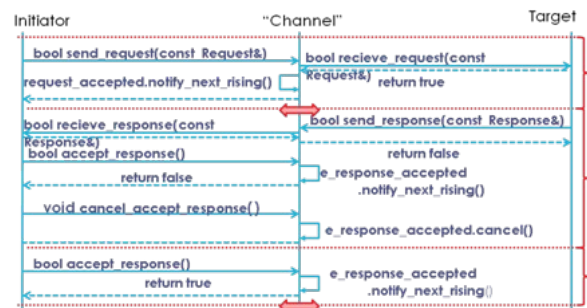 Initiator
"Channel"
Target
bool send_request(const Request&)
bool recieve_request(const
Request&)
return true
request_accepted.notify_next_rising()
bool recieve_response(const
Response&)
bool send_response(const Response&)
return false
bool accept_response()
e_response_accepted
.notify_next_rising()
return false
void cancel_accept_response()
e_response_accepted.cancel()
bool accept_response()
e_response_accepted
.notify_next_rising()
return true